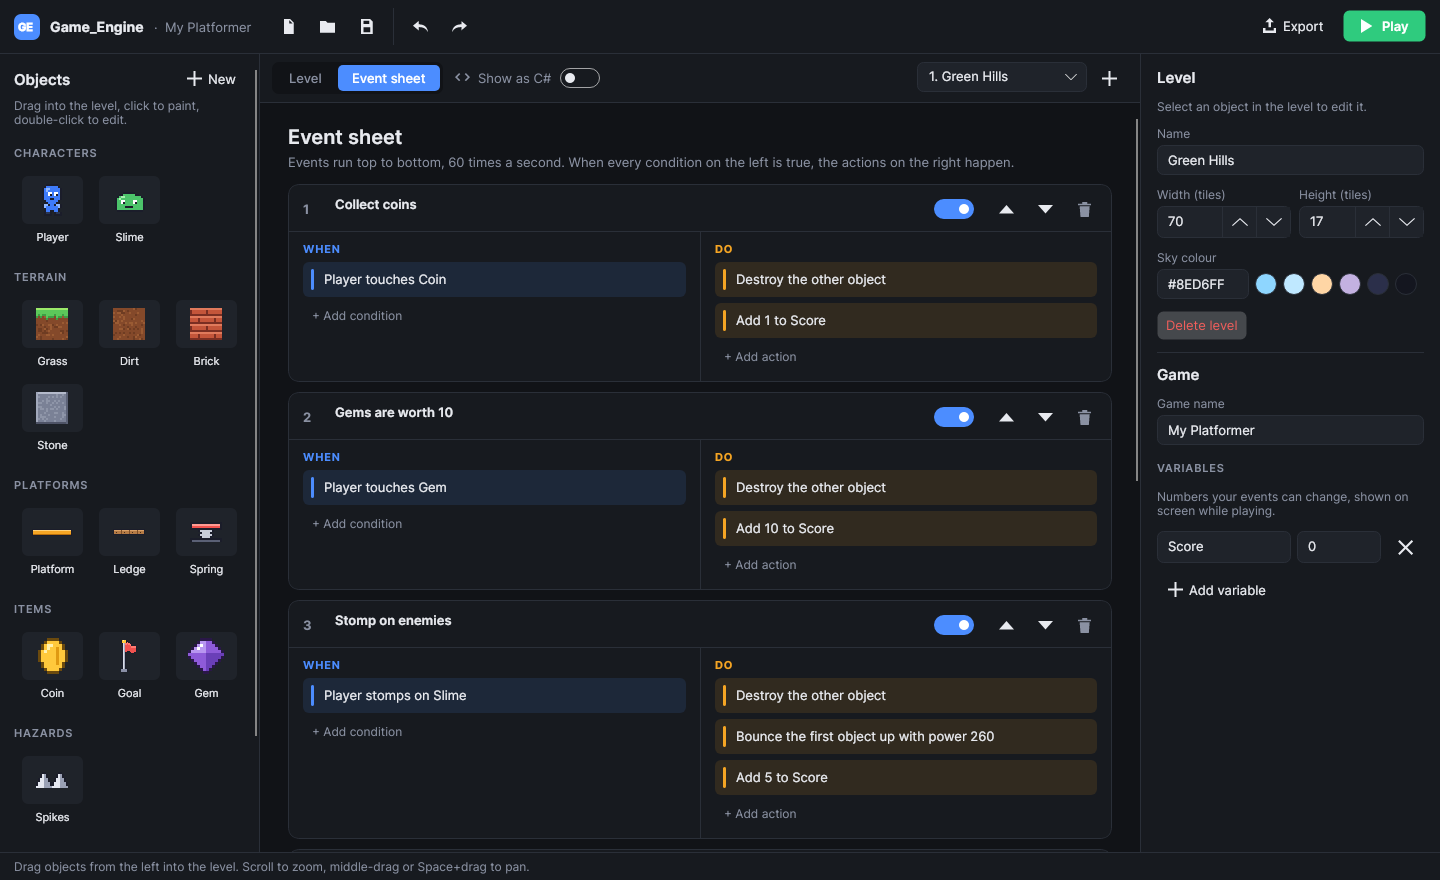 GE Game_Engine · My Platformer
Export
Play
Objects
New
Drag into the level, click to paint,
double-click to edit.
CHARACTERS
Player
Slime
TERRAIN
Grass
Dirt
Brick
Stone
PLATFORMS
Platform
Ledge
Spring
ITEMS
Coin
Goal
Gem
HAZARDS
Spikes
Level
Event sheet
Show as C#
1. Green Hills
Event sheet
Events run top to bottom, 60 times a second. When every condition on the left is true, the actions on the right happen.
1 Collect coins
WHEN
Player touches Coin
+ Add condition
DO
Destroy the other object
Add 1 to Score
+ Add action
2 Gems are worth 10
WHEN
Player touches Gem
+ Add condition
DO
Destroy the other object
Add 10 to Score
+ Add action
3 Stomp on enemies
WHEN
Player stomps on Slime
+ Add condition
DO
Destroy the other object
Bounce the first object up with power 260
Add 5 to Score
+ Add action
Level
Select an object in the level to edit it.
Name
Green Hills
Width (tiles)
Height (tiles)
70
17
Sky colour
#8ED6FF
Delete level
Game
Game name
My Platformer
VARIABLES
Numbers your events can change, shown on
screen while playing.
Score
0
Add variable
Drag objects from the left into the level. Scroll to zoom, middle-drag or Space+drag to pan.